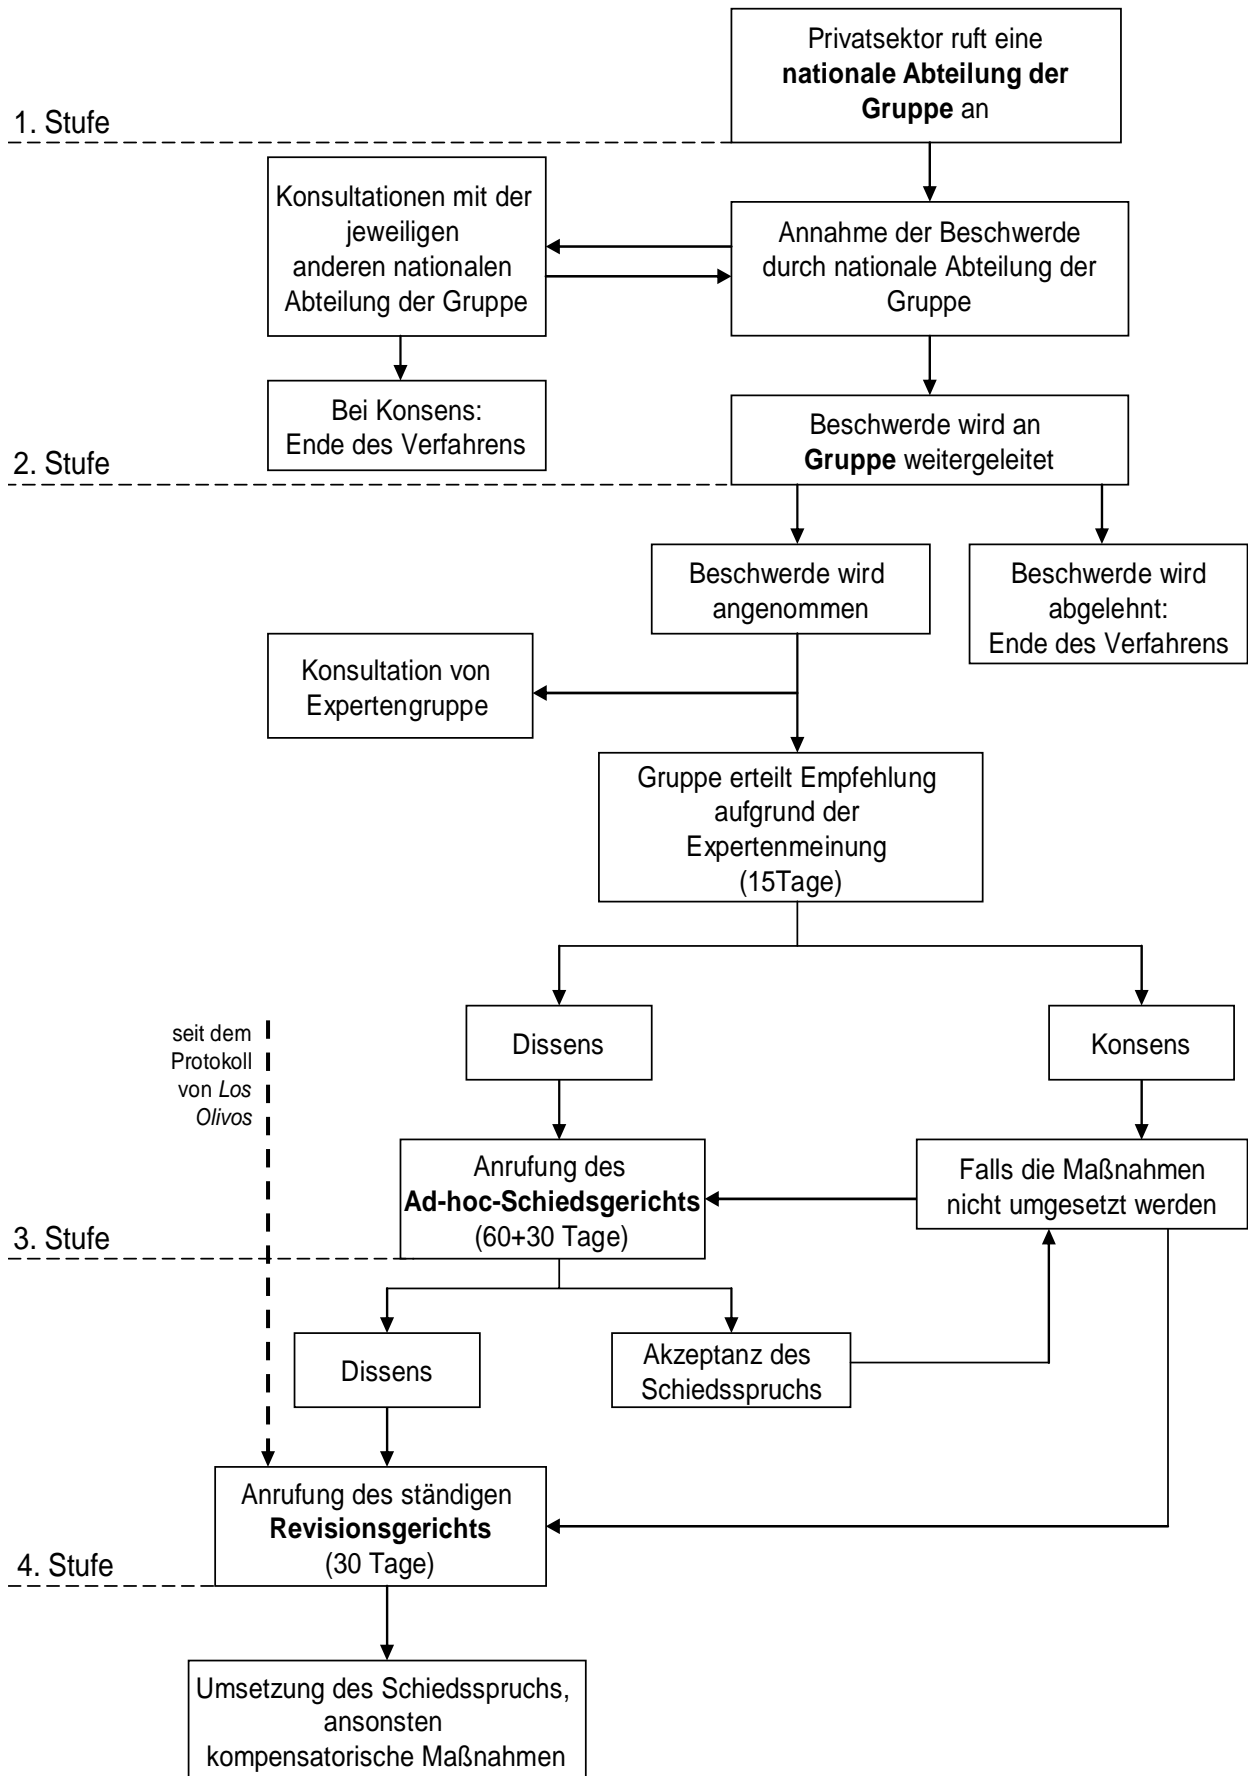 Privatsektor ruft eine
nationale Abteilung der
Gruppe an
1. Stufe
Konsultationen mit der
jeweiligen
anderen nationalen
Abteilung der Gruppe
Annahme der Beschwerde
durch nationale Abteilung der
Gruppe
Bei Konsens:
Ende des Verfahrens
Beschwerde wird an
Gruppe weitergeleitet
2. Stufe
Beschwerde wird
angenommen
Beschwerde wird
abgelehnt:
Ende des Verfahrens
Konsultation von
Expertengruppe
Gruppe erteilt Empfehlung
aufgrund der
Expertenmeinung
(15Tage)
Dissens
Konsens
seit dem
Protokoll
von Los
Olivos
Anrufung des
Ad-hoc-Schiedsgerichts
(60+30 Tage)
Falls die Maßnahmen
nicht umgesetzt werden
3. Stufe
Dissens
Akzeptanz des
Schiedsspruchs
Anrufung des ständigen
Revisionsgerichts
(30 Tage)
4. Stufe
Umsetzung des Schiedsspruchs,
ansonsten
kompensatorische Maßnahmen